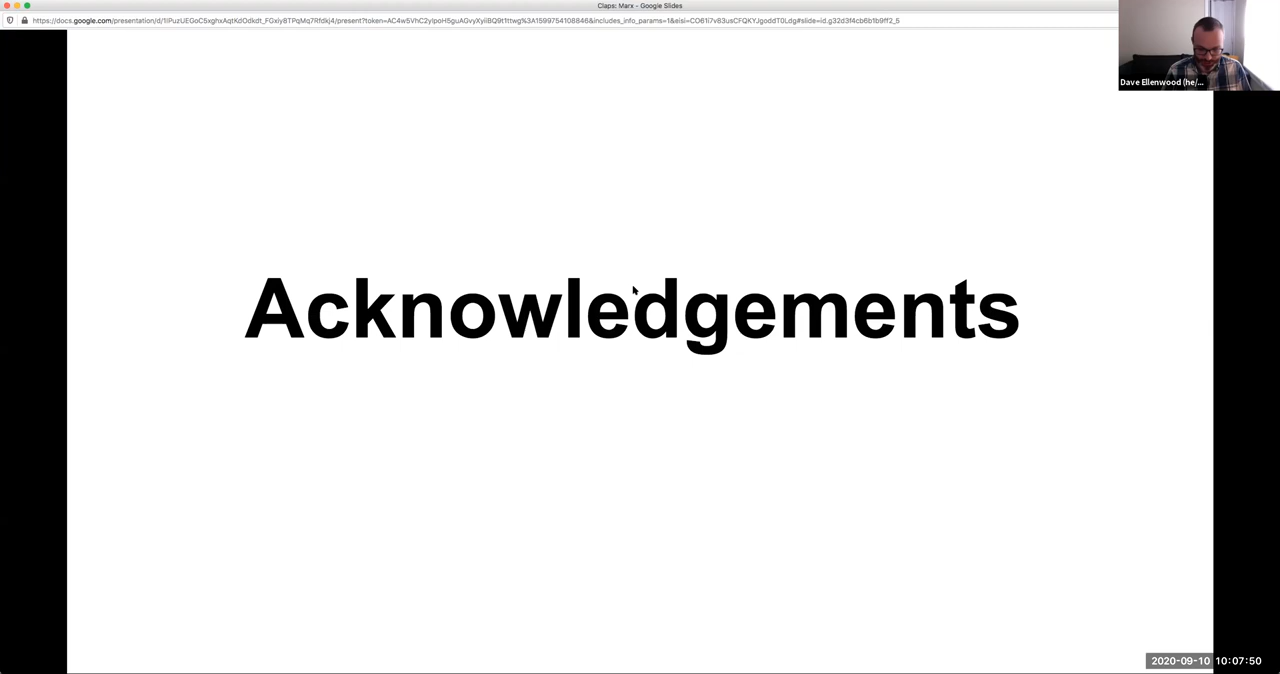 Claps: Marx - Google Slides
Dave Ellenwood (he/...
Acknowledgements
2020-09-10 10:07:50